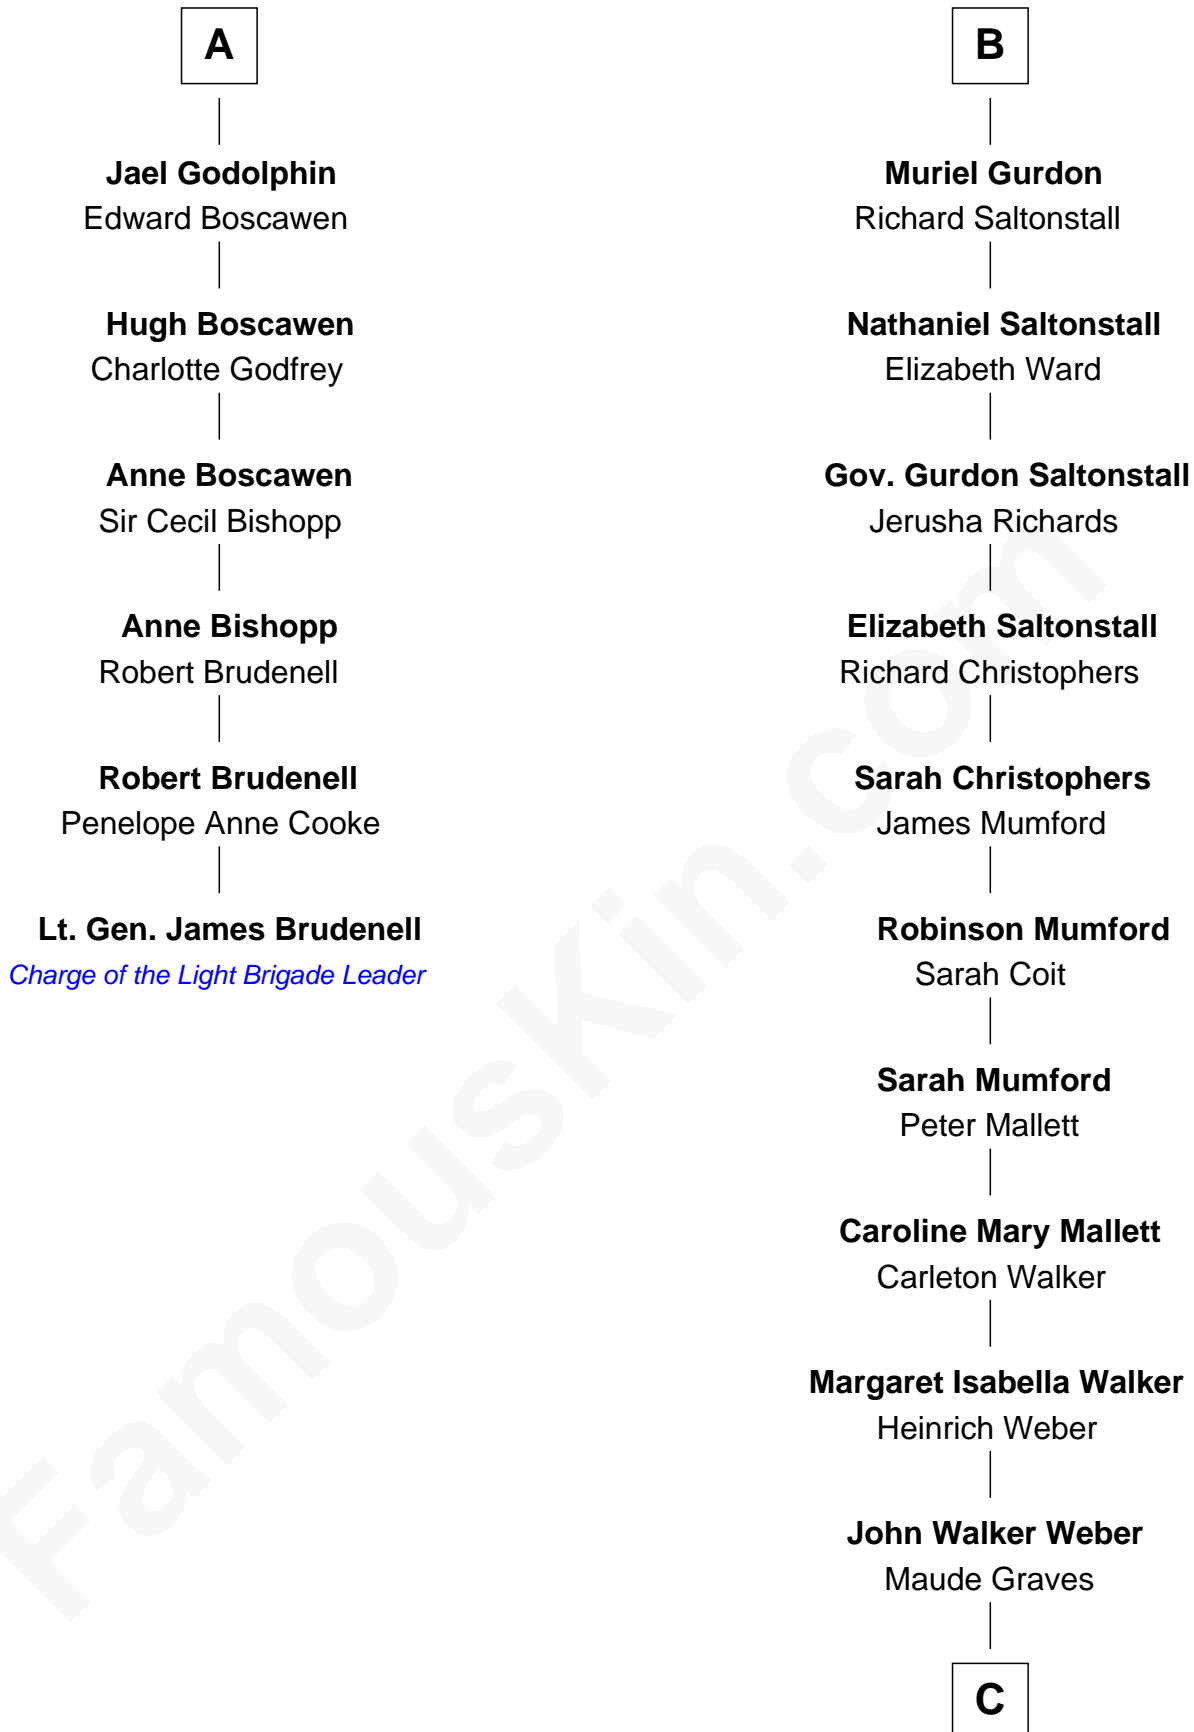 A
Jael Godolphin
Edward Boscawen
Hugh Boscawen
Charlotte Godfrey
Anne Boscawen
Sir Cecil Bishopp
Anne Bishopp
Robert Brudenell
Robert Brudenell
Penelope Anne Cooke
Lt. Gen. James Brudenell
Charge of the Light Brigade Leader
B
Muriel Gurdon
Richard Saltonstall
Nathaniel Saltonstall
Elizabeth Ward
Gov. Gurdon Saltonstall
Jerusha Richards
Elizabeth Saltonstall
Richard Christophers
Sarah Christophers
James Mumford
Robinson Mumford
Sarah Coit
Sarah Mumford
Peter Mallett
Caroline Mary Mallett
Carleton Walker
Margaret Isabella Walker
Heinrich Weber
John Walker Weber
Maude Graves
C
FamousKin.com